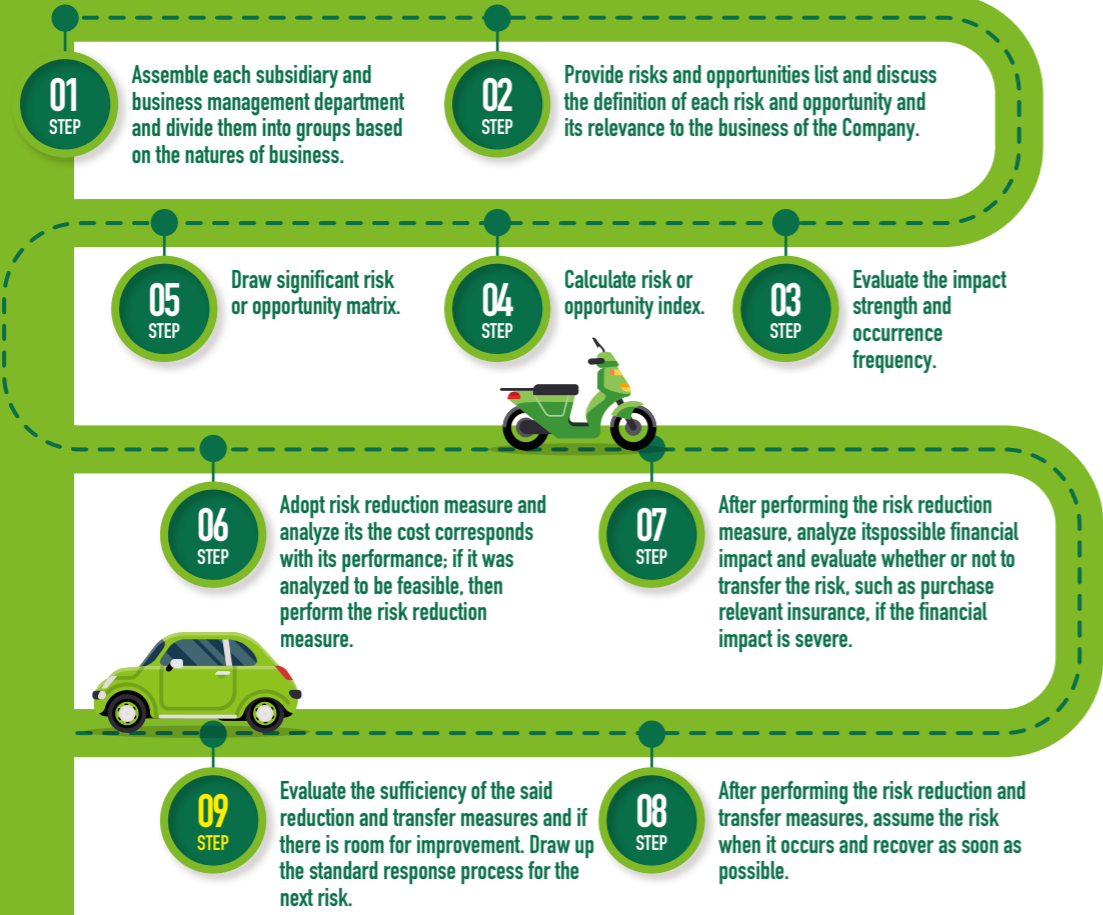 01
STEP
Assemble each subsidiary and
business management department
and divide them into groups based
on the natures of business.
02
STEP
Provide risks and opportunities list and discuss
the definition of each risk and opportunity and
its relevance to the business of the Company.
03
STEP
Evaluate the impact
strength and
occurrence
frequency.
04
STEP
Calculate risk or
opportunity index.
05
STEP
Draw significant risk
or opportunity matrix.
06
STEP
Adopt risk reduction measure and
analyze its the cost corresponds
with its performance; if it was
analyzed to be feasible, then
perform the risk reduction
measure.
07
STEP
After performing the risk reduction
measure, analyze itspossible financial
impact and evaluate whether or not to
transfer the risk, such as purchase
relevant insurance, if the financial
impact is severe.
08
STEP
After performing the risk reduction and
transfer measures, assume the risk
when it occurs and recover as soon as
possible.
09
STEP
Evaluate the sufficiency of the said
reduction and transfer measures and if
there is room for improvement. Draw up
the standard response process for the
next risk.